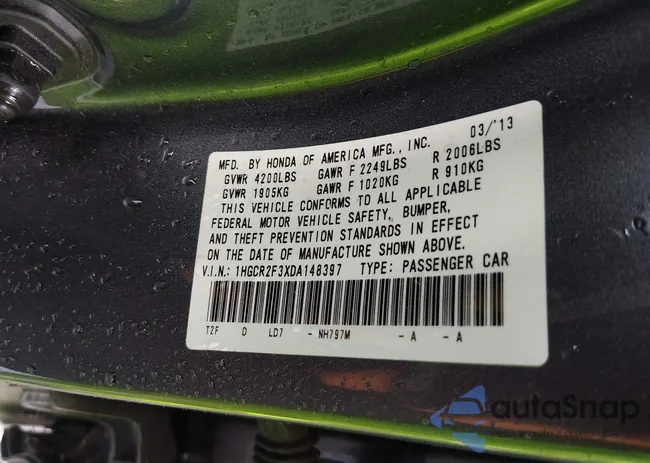 MFD. BY HONDA OF AMERICA MFG., INC. 03/'13
GVWR 4200LBS GAWR F 2249LBS R 2006LBS
GVWR 1905KG GAWR F 1020KG R 910KG
THIS VEHICLE CONFORMS TO ALL APPLICABLE
FEDERAL MOTOR VEHICLE SAFETY, BUMPER,
AND THEFT PREVENTION STANDARDS IN EFFECT
ON THE DATE OF MANUFACTURE SHOWN ABOVE.
V.I.N.: 1HGCR2F3XDA148397 TYPE: PASSENGER CAR
T2F D LD7 - NH797M - A - A
autoSnap